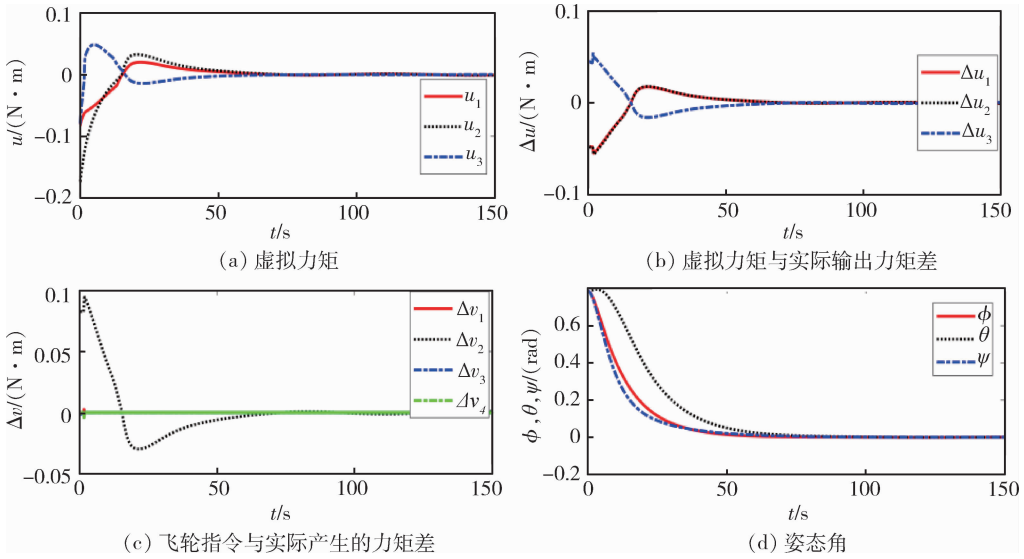 0.1
0
−0.1
−0.2
u/(N·m)
u₁
u₂
u₃
0 50 100 150
t/s
(a) 虚拟力矩
0.1
0
−0.1
Δu/(N·m)
Δu₁
Δu₂
Δu₃
0 50 100 150
t/s
(b) 虚拟力矩与实际输出力矩差
0.1
0.05
0
−0.05
Δv/(N·m)
Δv₁
Δv₂
Δv₃
Δv₄
0 50 100 150
t/s
(c) 飞轮指令与实际产生的力矩差
0.6
0.4
0.2
0
−0.2
ϕ,θ,ψ/(rad)
ϕ
θ
ψ
0 50 100 150
t/s
(d) 姿态角